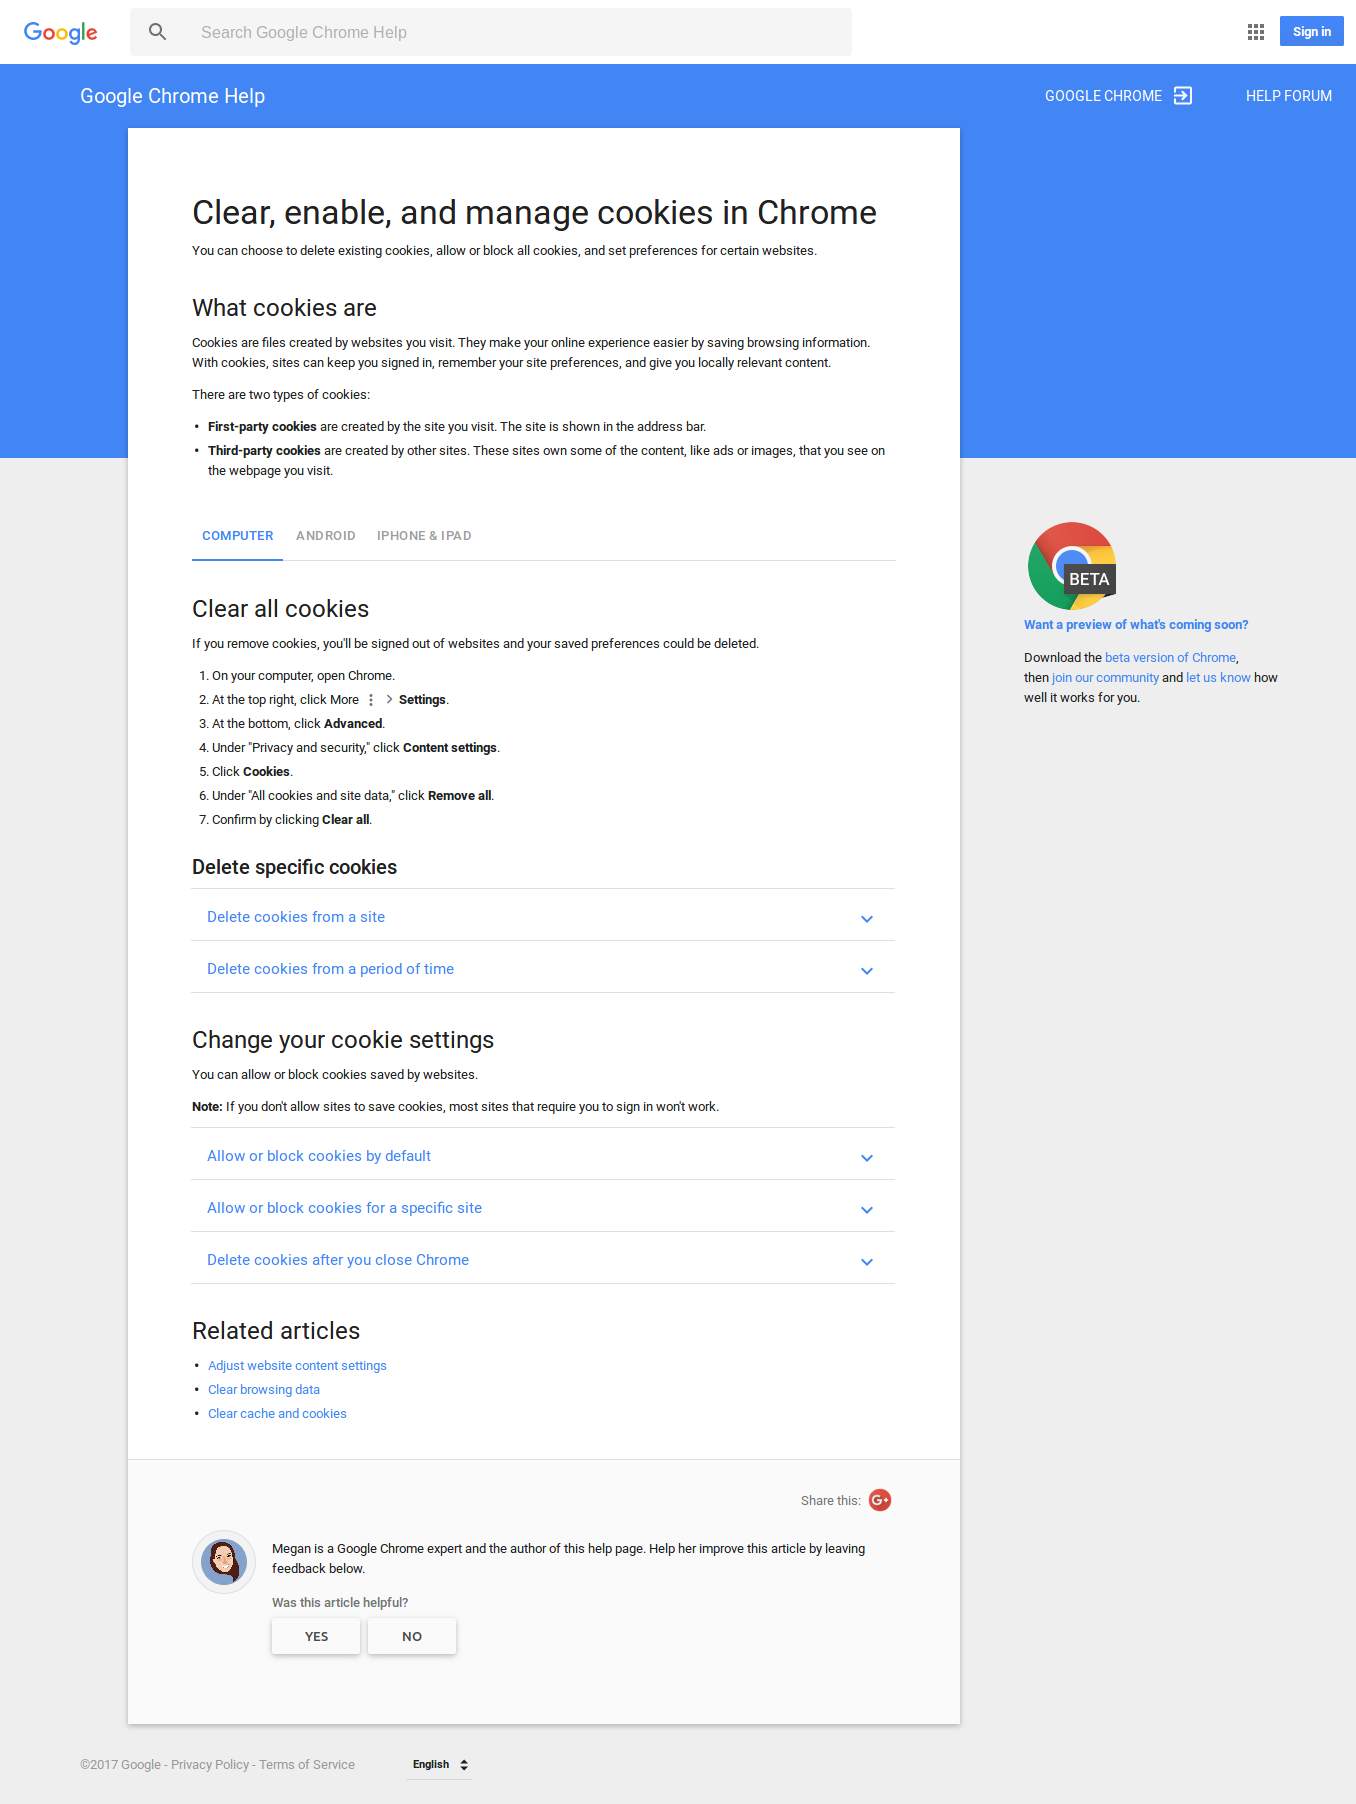 Google
Search Google Chrome Help
Sign in
Google Chrome Help
GOOGLE CHROME
HELP FORUM
Clear, enable, and manage cookies in Chrome
You can choose to delete existing cookies, allow or block all cookies, and set preferences for certain websites.
What cookies are
Cookies are files created by websites you visit. They make your online experience easier by saving browsing information.
With cookies, sites can keep you signed in, remember your site preferences, and give you locally relevant content.
There are two types of cookies:
• First-party cookies are created by the site you visit. The site is shown in the address bar.
• Third-party cookies are created by other sites. These sites own some of the content, like ads or images, that you see on
the webpage you visit.
COMPUTER ANDROID IPHONE & IPAD
Clear all cookies
If you remove cookies, you'll be signed out of websites and your saved preferences could be deleted.
1. On your computer, open Chrome.
2. At the top right, click More > Settings.
3. At the bottom, click Advanced.
4. Under "Privacy and security," click Content settings.
5. Click Cookies.
6. Under "All cookies and site data," click Remove all.
7. Confirm by clicking Clear all.
Delete specific cookies
Delete cookies from a site
Delete cookies from a period of time
Change your cookie settings
You can allow or block cookies saved by websites.
Note: If you don't allow sites to save cookies, most sites that require you to sign in won't work.
Allow or block cookies by default
Allow or block cookies for a specific site
Delete cookies after you close Chrome
Related articles
• Adjust website content settings
• Clear browsing data
• Clear cache and cookies
Share this: G+
Megan is a Google Chrome expert and the author of this help page. Help her improve this article by leaving
feedback below.
Was this article helpful?
YES NO
BETA
Want a preview of what's coming soon?
Download the beta version of Chrome,
then join our community and let us know how
well it works for you.
©2017 Google - Privacy Policy - Terms of Service
English